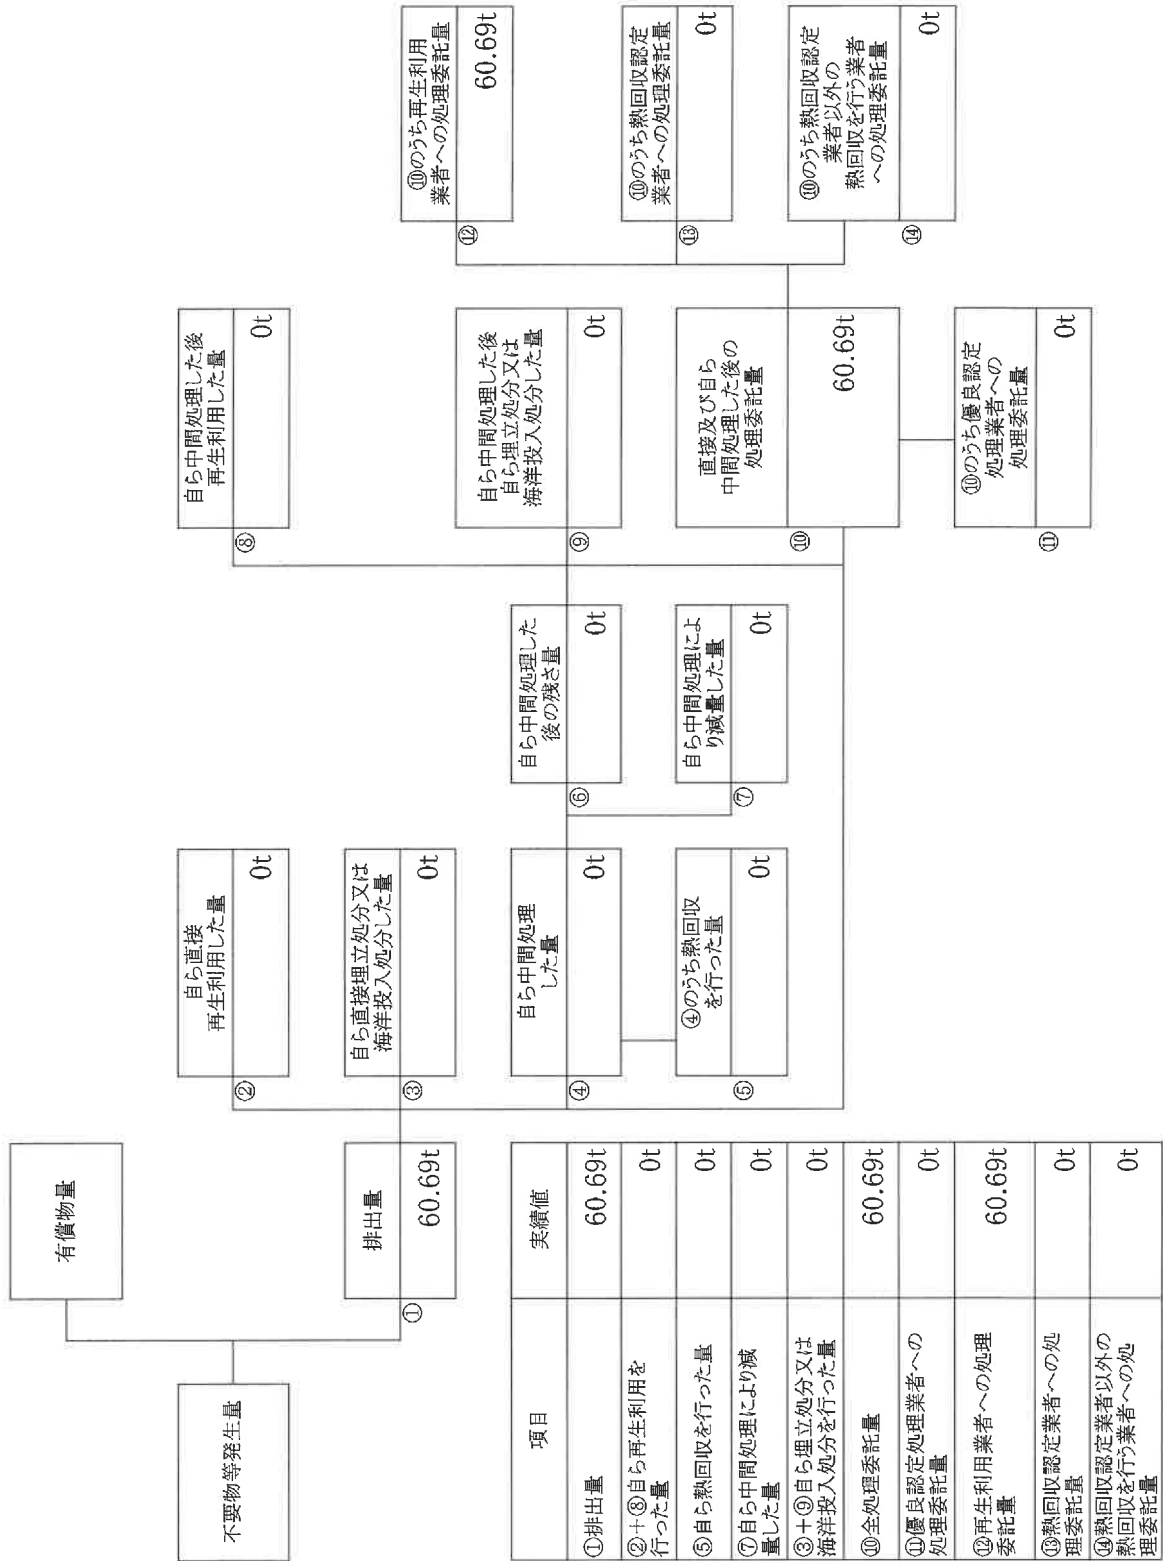 不要物等発生量
有償物量
排出量
①
60.69t
自ら直接
再生利用した量
②
0t
自ら直接埋立処分又は
海洋投入処分した量
③
0t
自ら中間処理
した量
④
0t
④のうち熱回収
を行った量
⑤
0t
自ら中間処理した
後の残さ量
⑥
0t
自ら中間処理によ
り減量した量
⑦
0t
自ら中間処理した後
再生利用した量
⑧
0t
自ら中間処理した後
自ら埋立処分又は
海洋投入処分した量
⑨
0t
直接及び自ら
中間処理した後の
処理委託量
⑩
60.69t
⑩のうち優良認定
処理業者への
処理委託量
⑪
0t
⑩のうち再生利用
業者への処理委託量
⑫
60.69t
⑩のうち熱回収認定
業者への処理委託量
⑬
0t
⑩のうち熱回収認定
業者以外の
熱回収を行う業者
への処理委託量
⑭
0t
項目
実績値
①排出量
60.69t
②+⑧自ら再生利用を
行った量
0t
⑤自ら熱回収を行った量
0t
⑦自ら中間処理により減
量した量
0t
③+⑨自ら埋立処分又は
海洋投入処分を行った量
0t
⑩全処理委託量
60.69t
⑪優良認定処理業者への
処理委託量
0t
⑫再生利用業者への処理
委託量
60.69t
⑬熱回収認定業者への処
理委託量
0t
⑭熱回収認定業者以外の
熱回収を行う業者への処
理委託量
0t